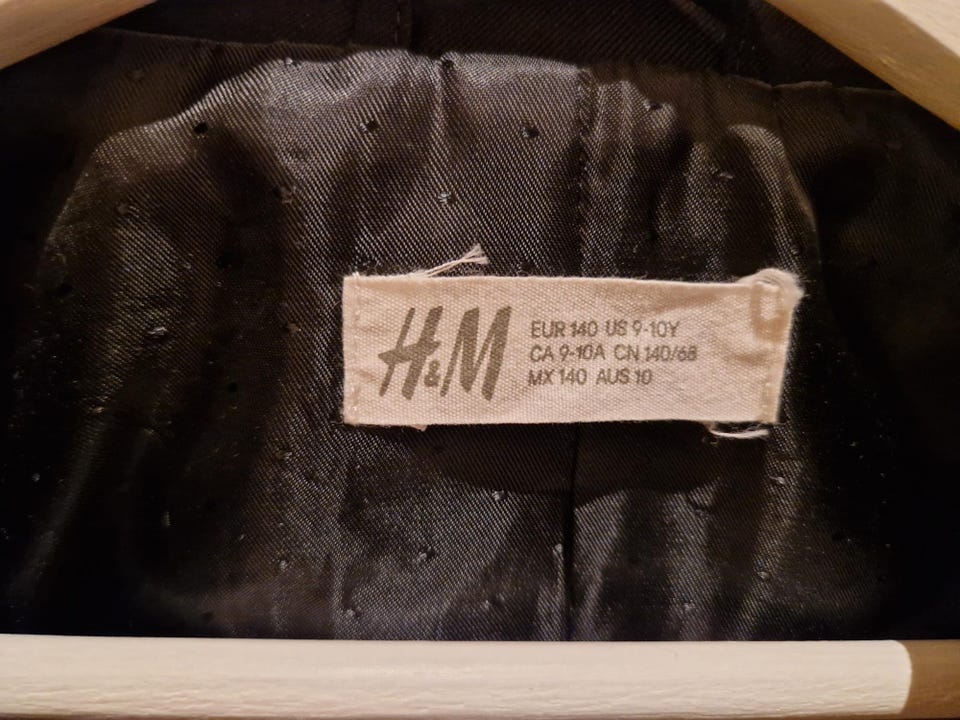 H&M
EUR 140 US 9-10Y
CA 9-10A CN 140/68
MX 140 AUS 10